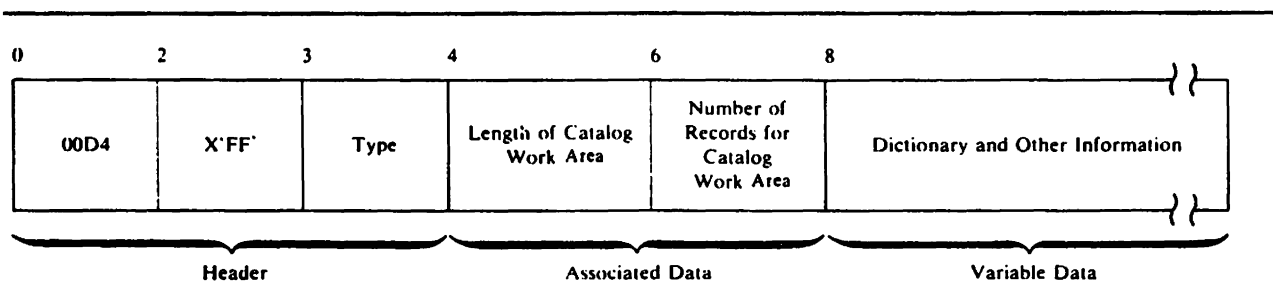 0 2 3 4 6 8
00D4 X'FF' Type Length of Catalog Work Area Number of Records for Catalog Work Area Dictionary and Other Information
Header Associated Data Variable Data